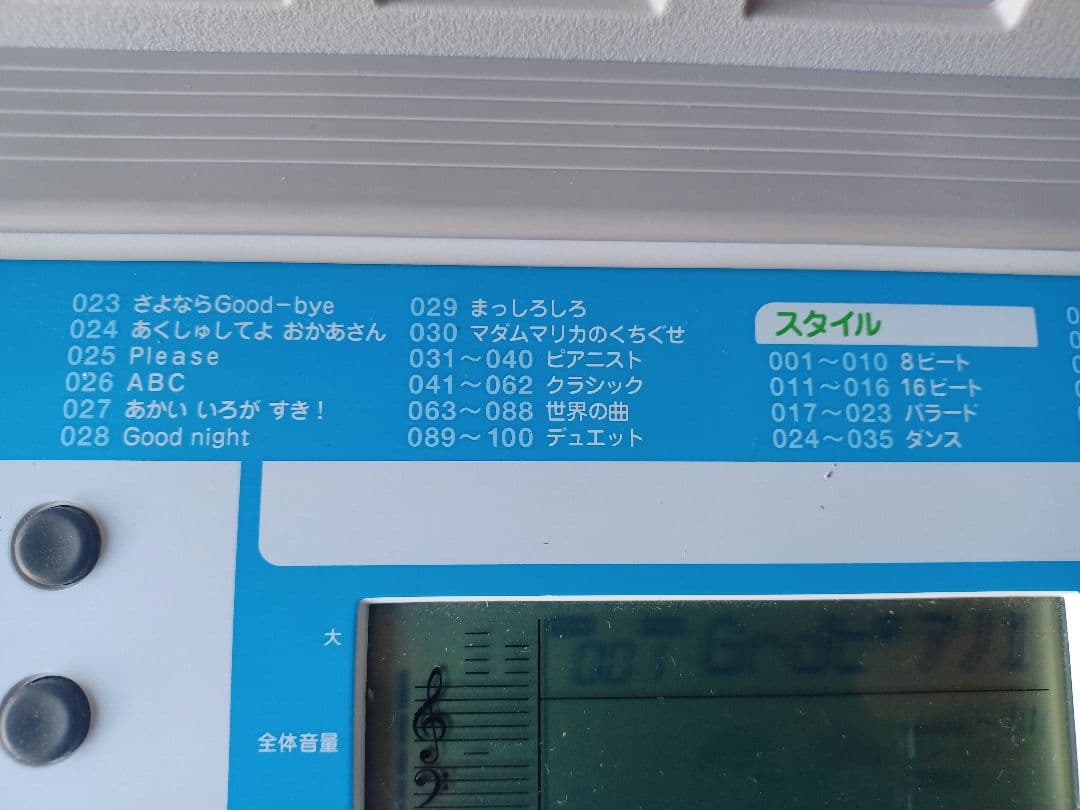 023 さよならGood-bye
024 あくしゅしてよ おかあさん
025 Please
026 ABC
027 あかい いろが すき!
028 Good night
029 まっしろしろ
030 マダムマリカのくちぐせ
031～040 ピアニスト
041～062 クラシック
063～088 世界の曲
089～100 デュエット
スタイル
001～010 8ビート
011～016 16ビート
017～023 バラード
024～035 ダンス
大
全体音量
001